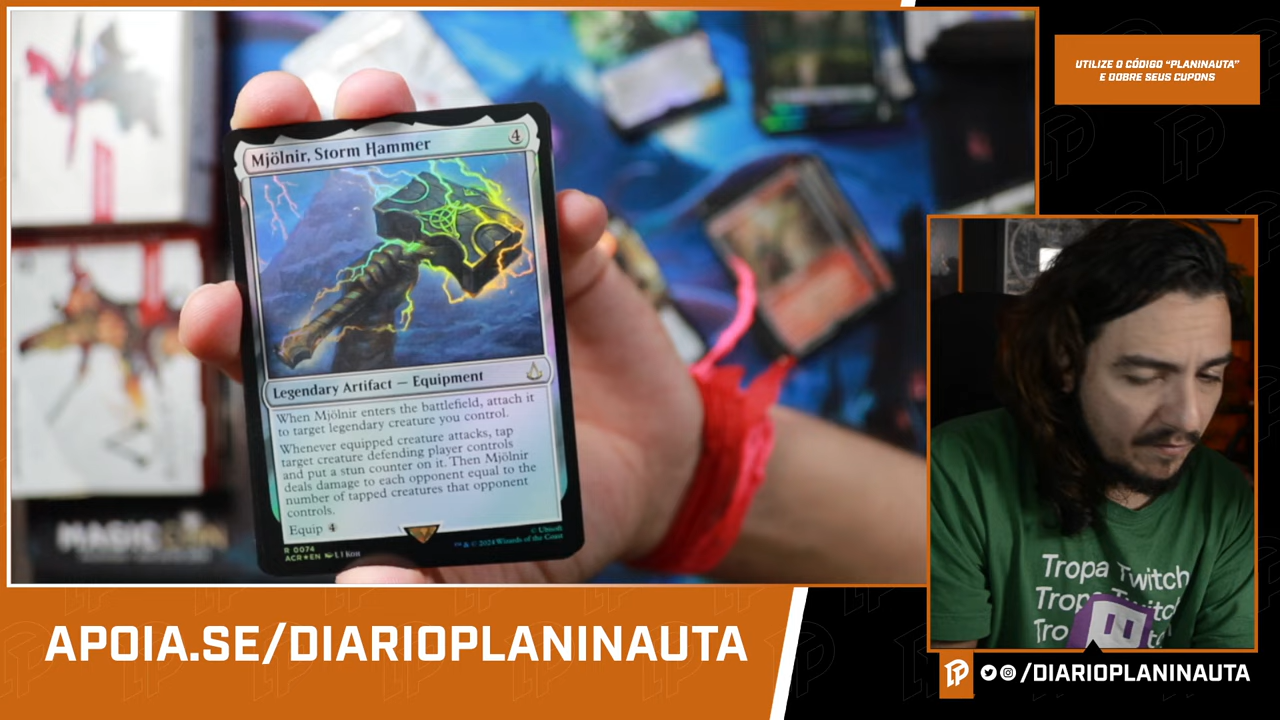 UTILIZE O CÓDIGO "PLANINAUTA"
E DOBRE SEUS CUPONS
Mjölnir, Storm Hammer
4
Legendary Artifact — Equipment
When Mjölnir enters the battlefield, attach it
to target legendary creature you control.
Whenever equipped creature attacks, tap
target creature defending player controls
and put a stun counter on it. Then Mjölnir
deals damage to each opponent equal to the
number of tapped creatures that opponent
controls.
Equip 4
R 0074
ACR★EN
© Ubisoft
™ & © 2024 Wizards of the Coast
MAGIC
Tropa Twitch
Tropa Twitch
APOIA.SE/DIARIOPLANINAUTA
/DIARIOPLANINAUTA